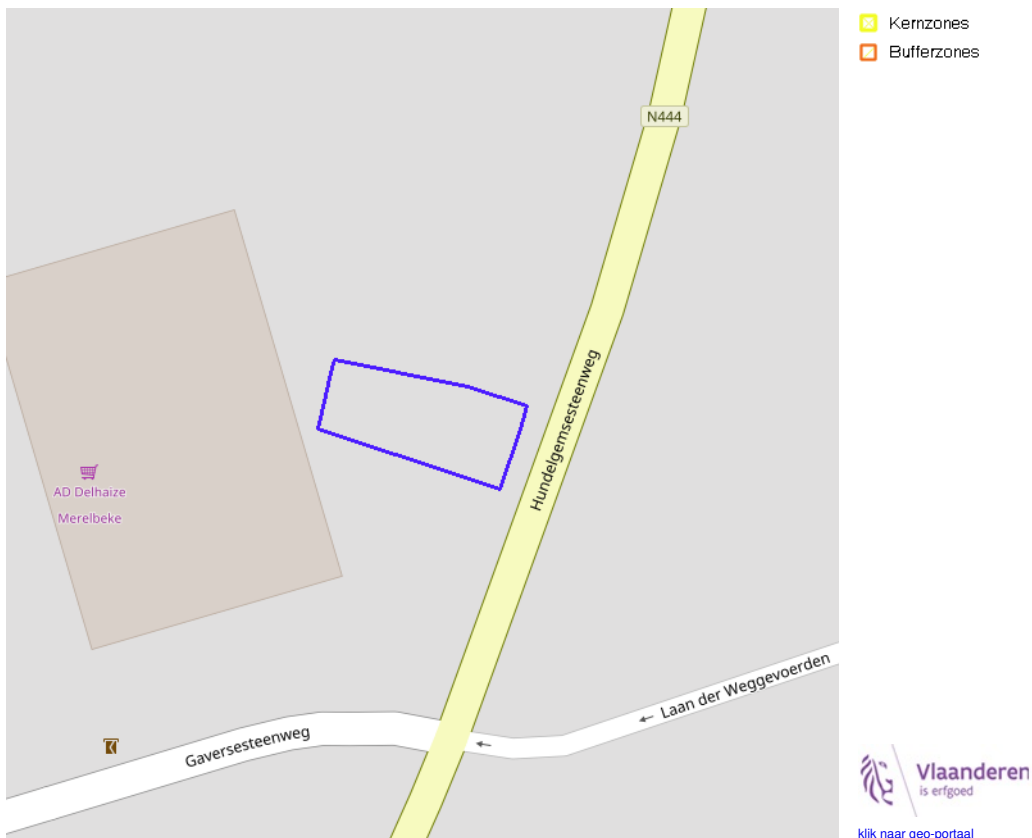 Kernzones
Bufferzones
N444
Hundelgemsesteenweg
AD Delhaize
Merelbeke
Laan der Weggevoerden
Gaversesteenweg
Vlaanderen
is erfgoed
klik naar geo-portaal